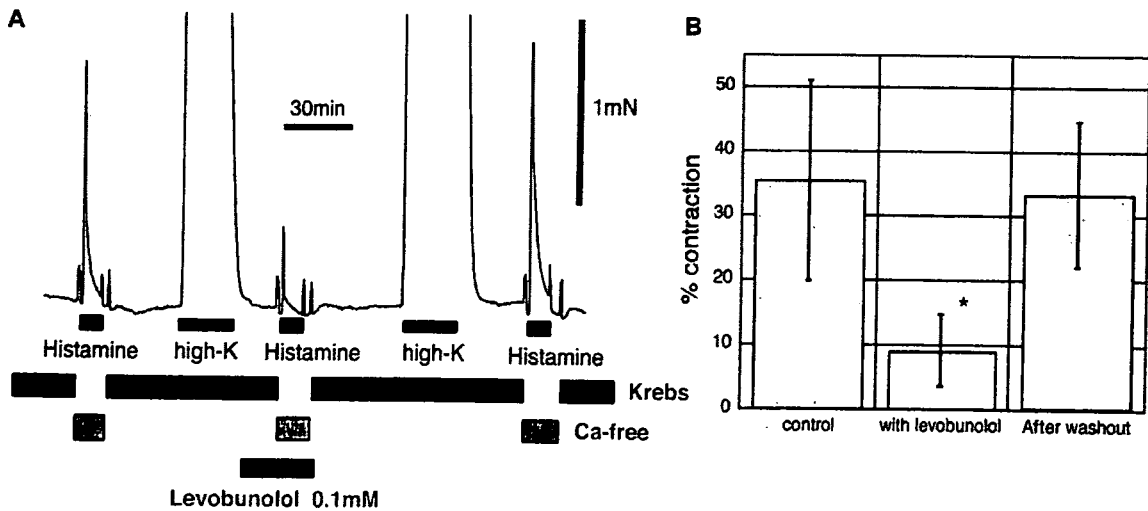 A
30min
1mN
Histamine high-K Histamine high-K Histamine
Krebs
Ca-free
Levobunolol 0.1mM
B
% contraction
50
40
30
20
10
0
control with levobunolol After washout
*